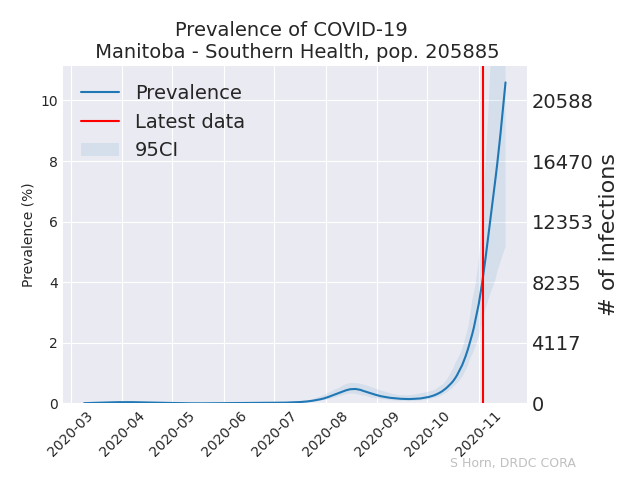 Prevalence of COVID-19
Manitoba - Southern Health, pop. 205885
Prevalence
Latest data
95CI
Prevalence (%)
10
8
6
4
2
0
20588
16470
12353
8235
4117
0
# of infections
2020-03
2020-04
2020-05
2020-06
2020-07
2020-08
2020-09
2020-10
2020-11
S Horn, DRDC CORA